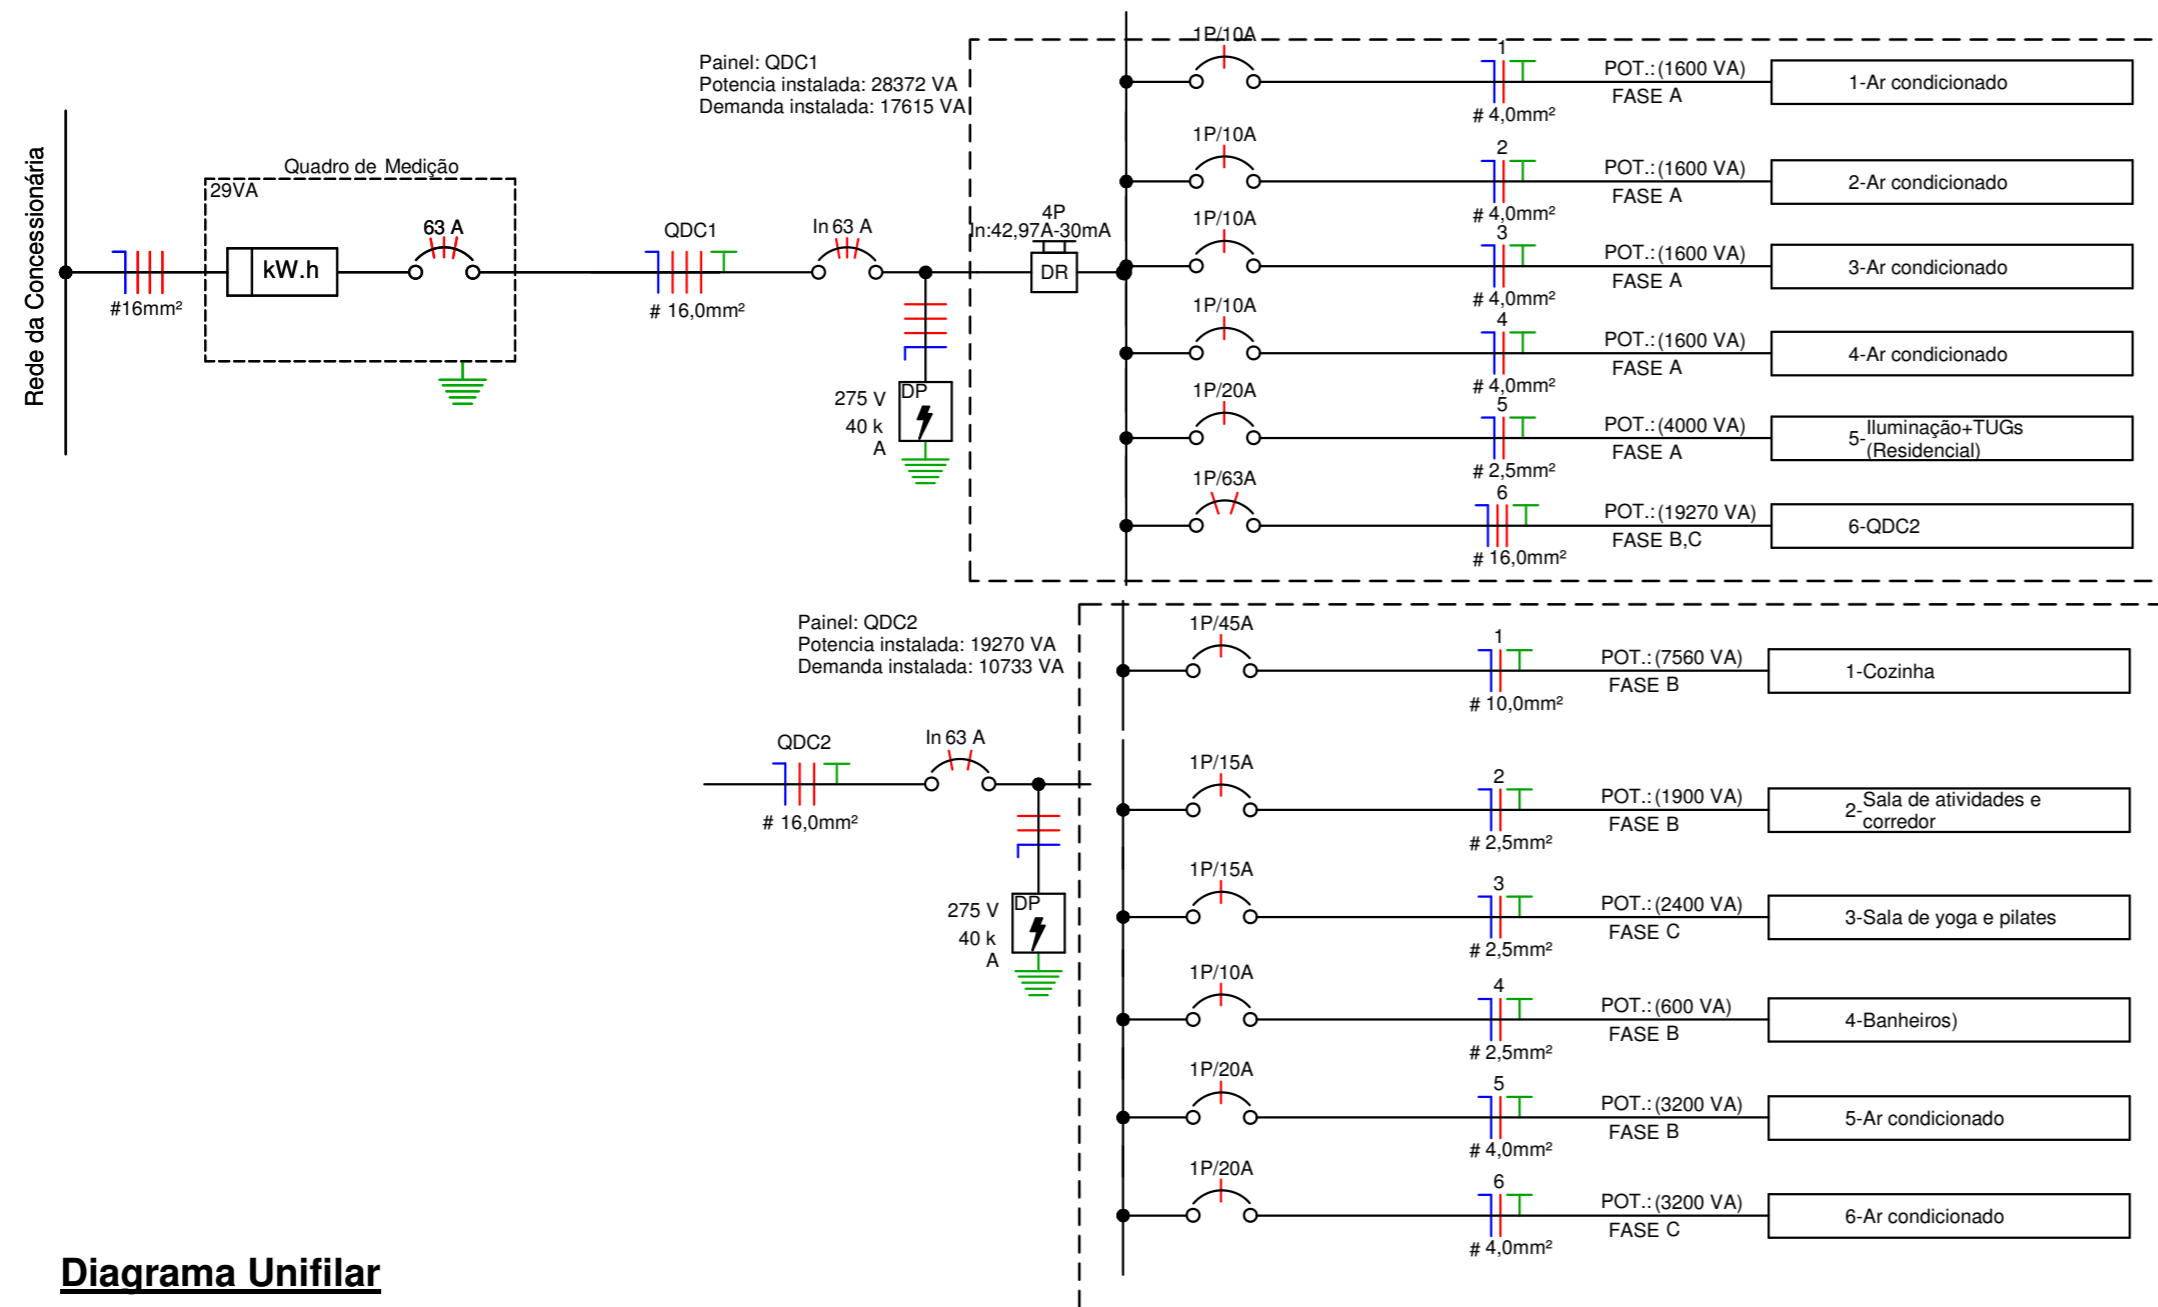 Rede da Concessionária
#16mm²
Quadro de Medição
29VA
kW.h
63 A
QDC1
# 16,0mm²
In 63 A
275 V
40 k
A
DP
Painel: QDC1
Potencia instalada: 28372 VA
Demanda instalada: 17615 VA
4P
In:42,97A-30mA
DR
1P/10A
1
# 4,0mm²
POT.: (1600 VA)
FASE A
1-Ar condicionado
1P/10A
2
# 4,0mm²
POT.: (1600 VA)
FASE A
2-Ar condicionado
1P/10A
3
# 4,0mm²
POT.: (1600 VA)
FASE A
3-Ar condicionado
1P/10A
4
# 4,0mm²
POT.: (1600 VA)
FASE A
4-Ar condicionado
1P/20A
5
# 2,5mm²
POT.: (4000 VA)
FASE A
5-Iluminação+TUGs
(Residencial)
1P/63A
6
# 16,0mm²
POT.: (19270 VA)
FASE B,C
6-QDC2
Painel: QDC2
Potencia instalada: 19270 VA
Demanda instalada: 10733 VA
QDC2
# 16,0mm²
In 63 A
275 V
40 k
A
DP
1P/45A
1
# 10,0mm²
POT.: (7560 VA)
FASE B
1-Cozinha
1P/15A
2
# 2,5mm²
POT.: (1900 VA)
FASE B
2-Sala de atividades e
corredor
1P/15A
3
# 2,5mm²
POT.: (2400 VA)
FASE C
3-Sala de yoga e pilates
1P/10A
4
# 2,5mm²
POT.: (600 VA)
FASE B
4-Banheiros)
1P/20A
5
# 4,0mm²
POT.: (3200 VA)
FASE B
5-Ar condicionado
1P/20A
6
# 4,0mm²
POT.: (3200 VA)
FASE C
6-Ar condicionado
Diagrama Unifilar